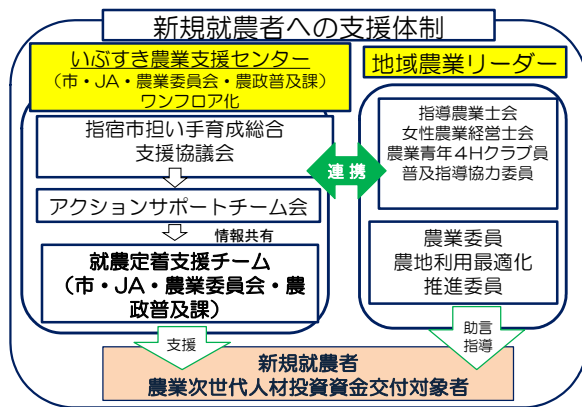 新規就農者への支援体制
いぶすき農業支援センター
（市・JA・農業委員会・農政普及課）
ワンフロア化
指宿市担い手育成総合
支援協議会
アクションサポートチーム会
情報共有
就農定着支援チーム
（市・JA・農業委員会・農
政普及課）
支援
連携
地域農業リーダー
指導農業士会
女性農業経営士会
農業青年４Hクラブ員
普及指導協力委員
農業委員
農地利用最適化
推進委員
助言
指導
新規就農者
農業次世代人材投資資金交付対象者